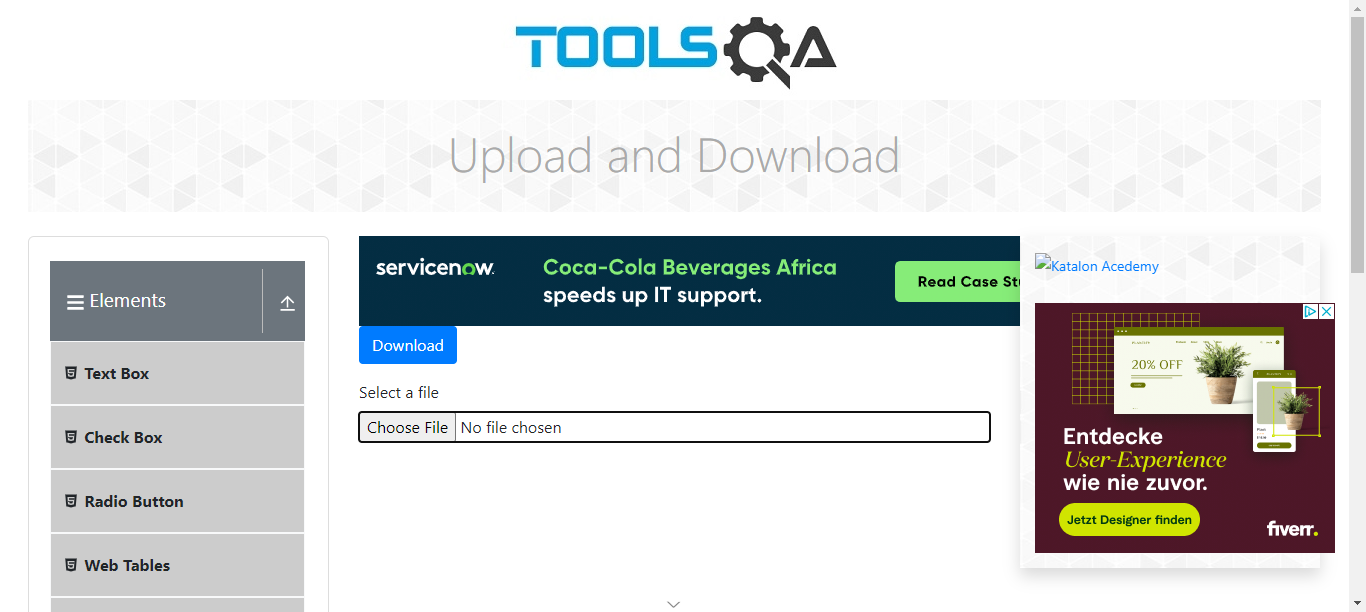 TOOLSQA
Upload and Download
Elements
Text Box
Check Box
Radio Button
Web Tables
servicenow.
Coca-Cola Beverages Africa
speeds up IT support.
Read Case Stu
Download
Select a file
Choose File No file chosen
Katalon Acedemy
20% OFF
Entdecke
User-Experience
wie nie zuvor.
Jetzt Designer finden
fiverr.